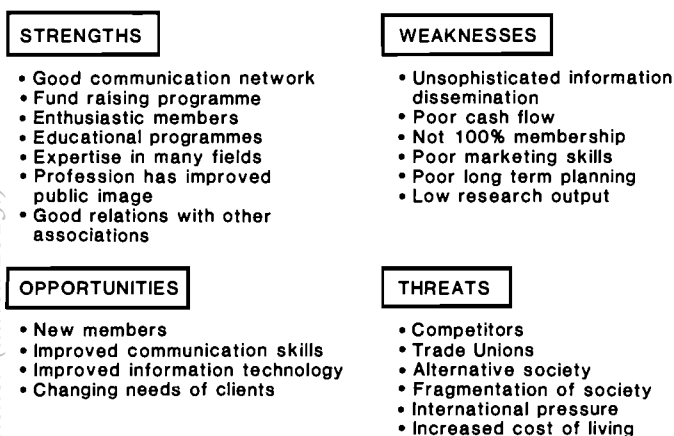 STRENGTHS
• Good communication network
• Fund raising programme
• Enthusiastic members
• Educational programmes
• Expertise in many fields
• Profession has improved
public image
• Good relations with other
associations
WEAKNESSES
• Unsophisticated information
dissemination
• Poor cash flow
• Not 100% membership
• Poor marketing skills
• Poor long term planning
• Low research output
OPPORTUNITIES
• New members
• Improved communication skills
• Improved information technology
• Changing needs of clients
THREATS
• Competitors
• Trade Unions
• Alternative society
• Fragmentation of society
• International pressure
• Increased cost of living